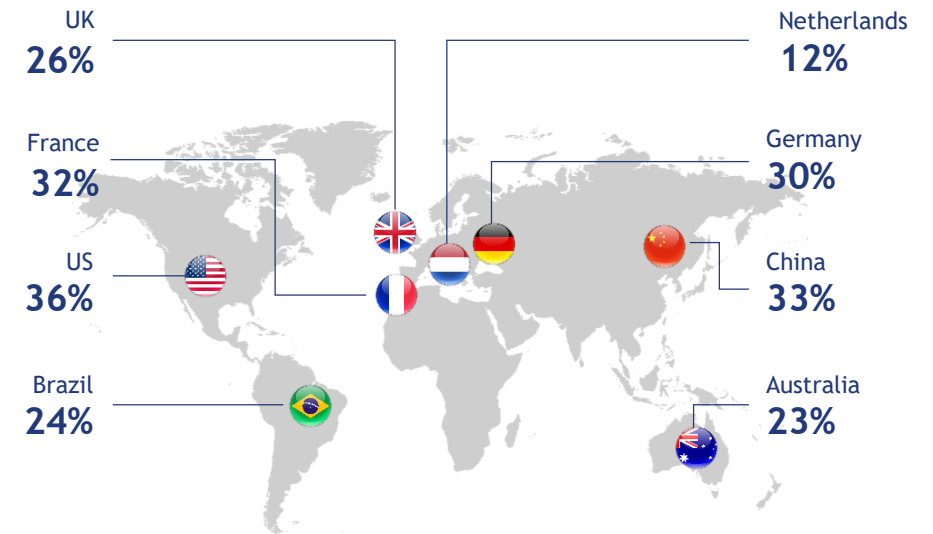 UK
26%
Netherlands
12%
France
32%
Germany
30%
US
36%
China
33%
Brazil
24%
Australia
23%